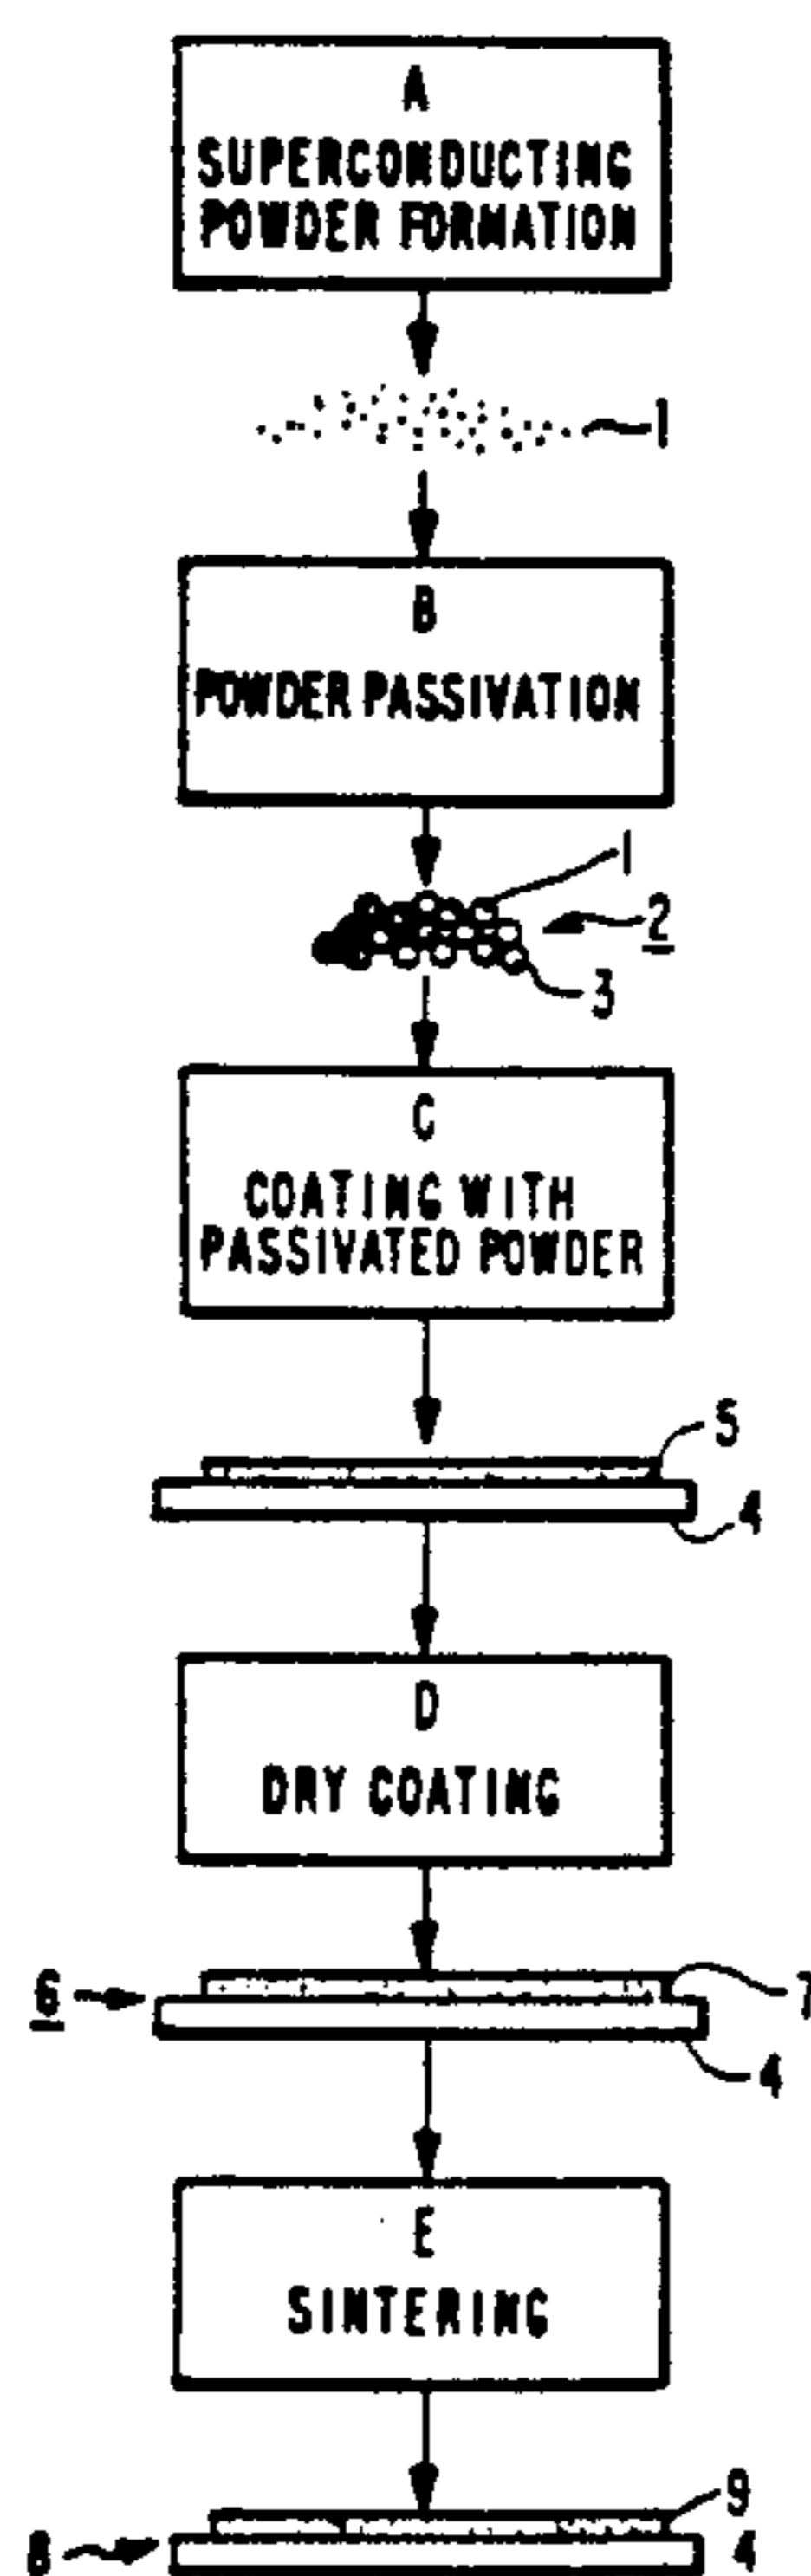 A
SUPERCONDUCTING
POWDER FORMATION
1
B
POWDER PASSIVATION
1
2
3
C
COATING WITH
PASSIVATED POWDER
5
4
D
DRY COATING
6
7
4
E
SINTERING
9
8
4